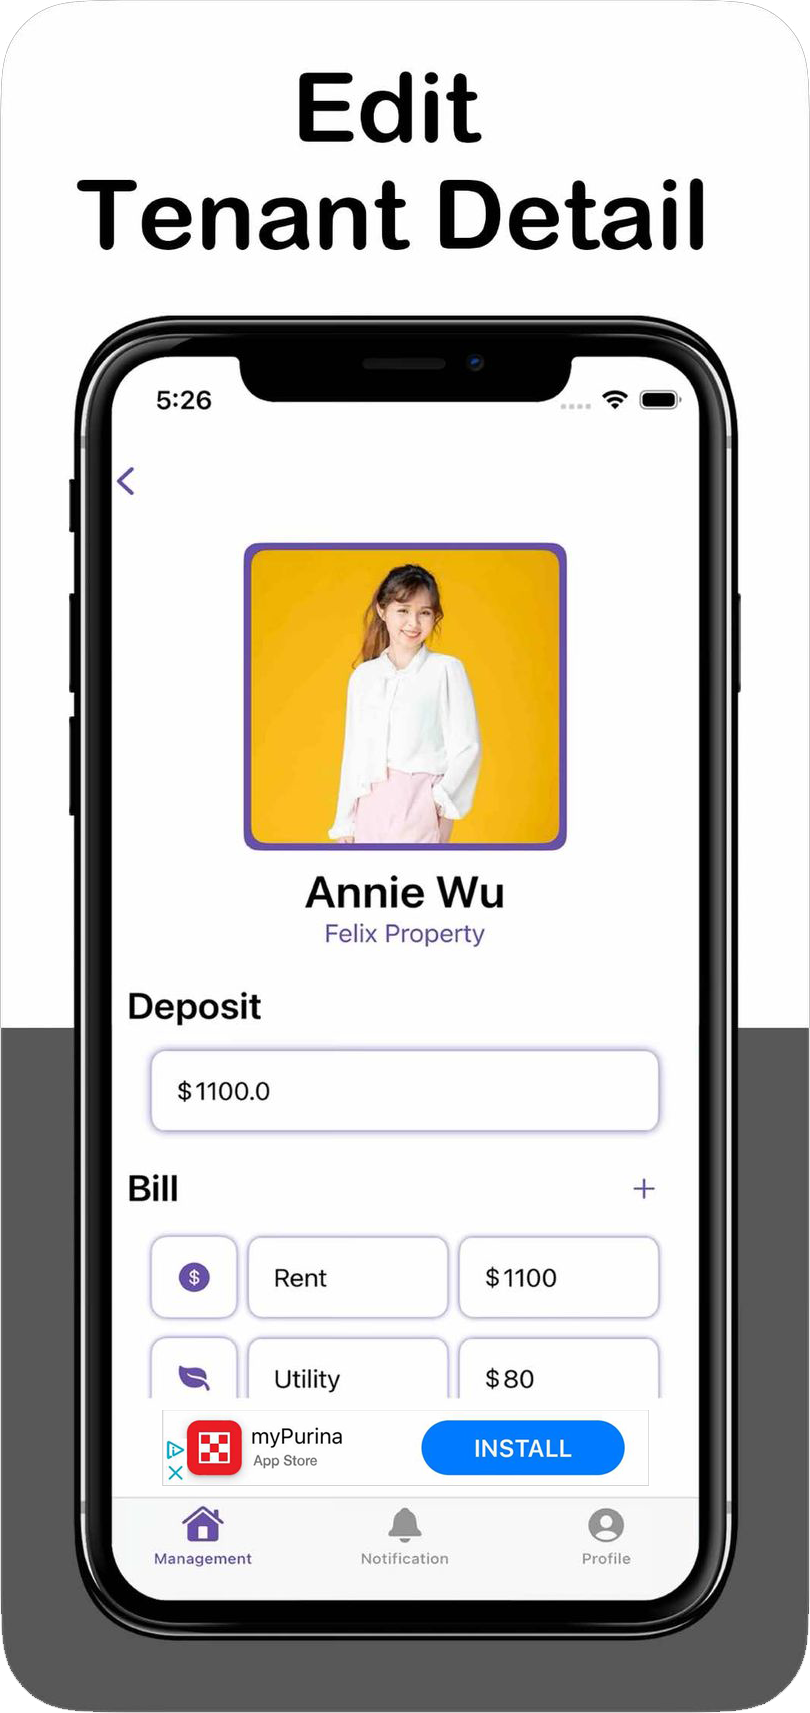 Edit
Tenant Detail
5:26
Annie Wu
Felix Property
Deposit
$1100.0
Bill
+
Rent
$1100
Utility
$80
myPurina
App Store
INSTALL
Management
Notification
Profile